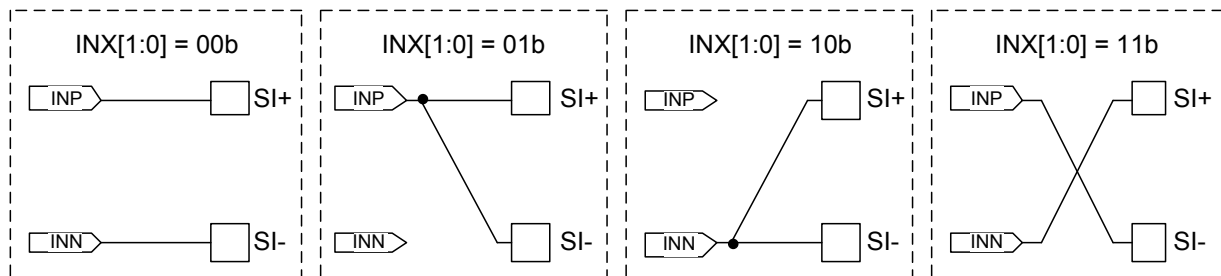 INX[1:0] = 00b
INP
SI+
INN
SI-
INX[1:0] = 01b
INP
SI+
INN
SI-
INX[1:0] = 10b
INP
SI+
INN
SI-
INX[1:0] = 11b
INP
SI+
INN
SI-